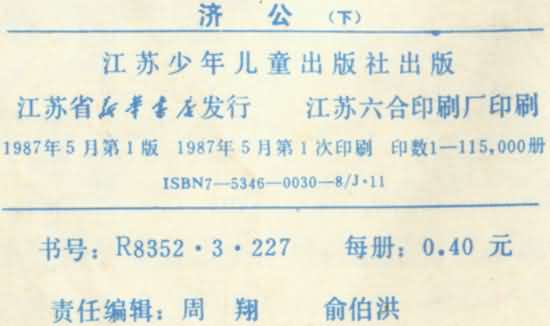 济 公 （下）
江苏少年儿童出版社出版
江苏省新华书店发行 江苏六合印刷厂印刷
1987年5月第1版 1987年5月第1次印刷 印数1—115,000册
ISBN7—5346—0030—8/J·11
书号：R8352·3·227 每册：0.40 元
责任编辑：周 翔 俞伯洪